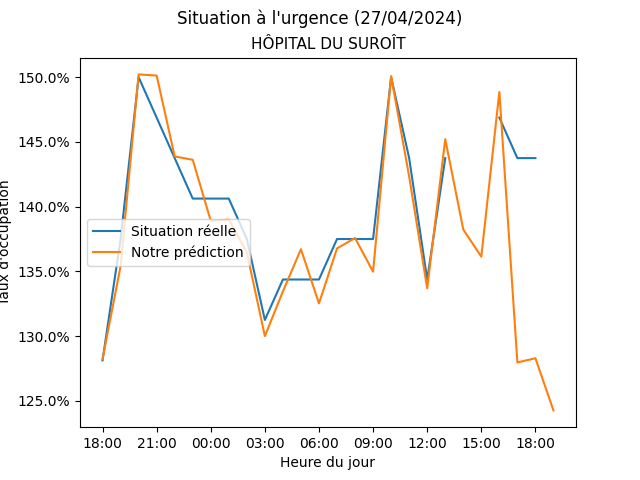 Situation à l'urgence (27/04/2024)
HÔPITAL DU SUROÎT
150.0%
145.0%
140.0%
135.0%
130.0%
125.0%
Taux d'occupation
Situation réelle
Notre prédiction
18:00 21:00 00:00 03:00 06:00 09:00 12:00 15:00 18:00
Heure du jour